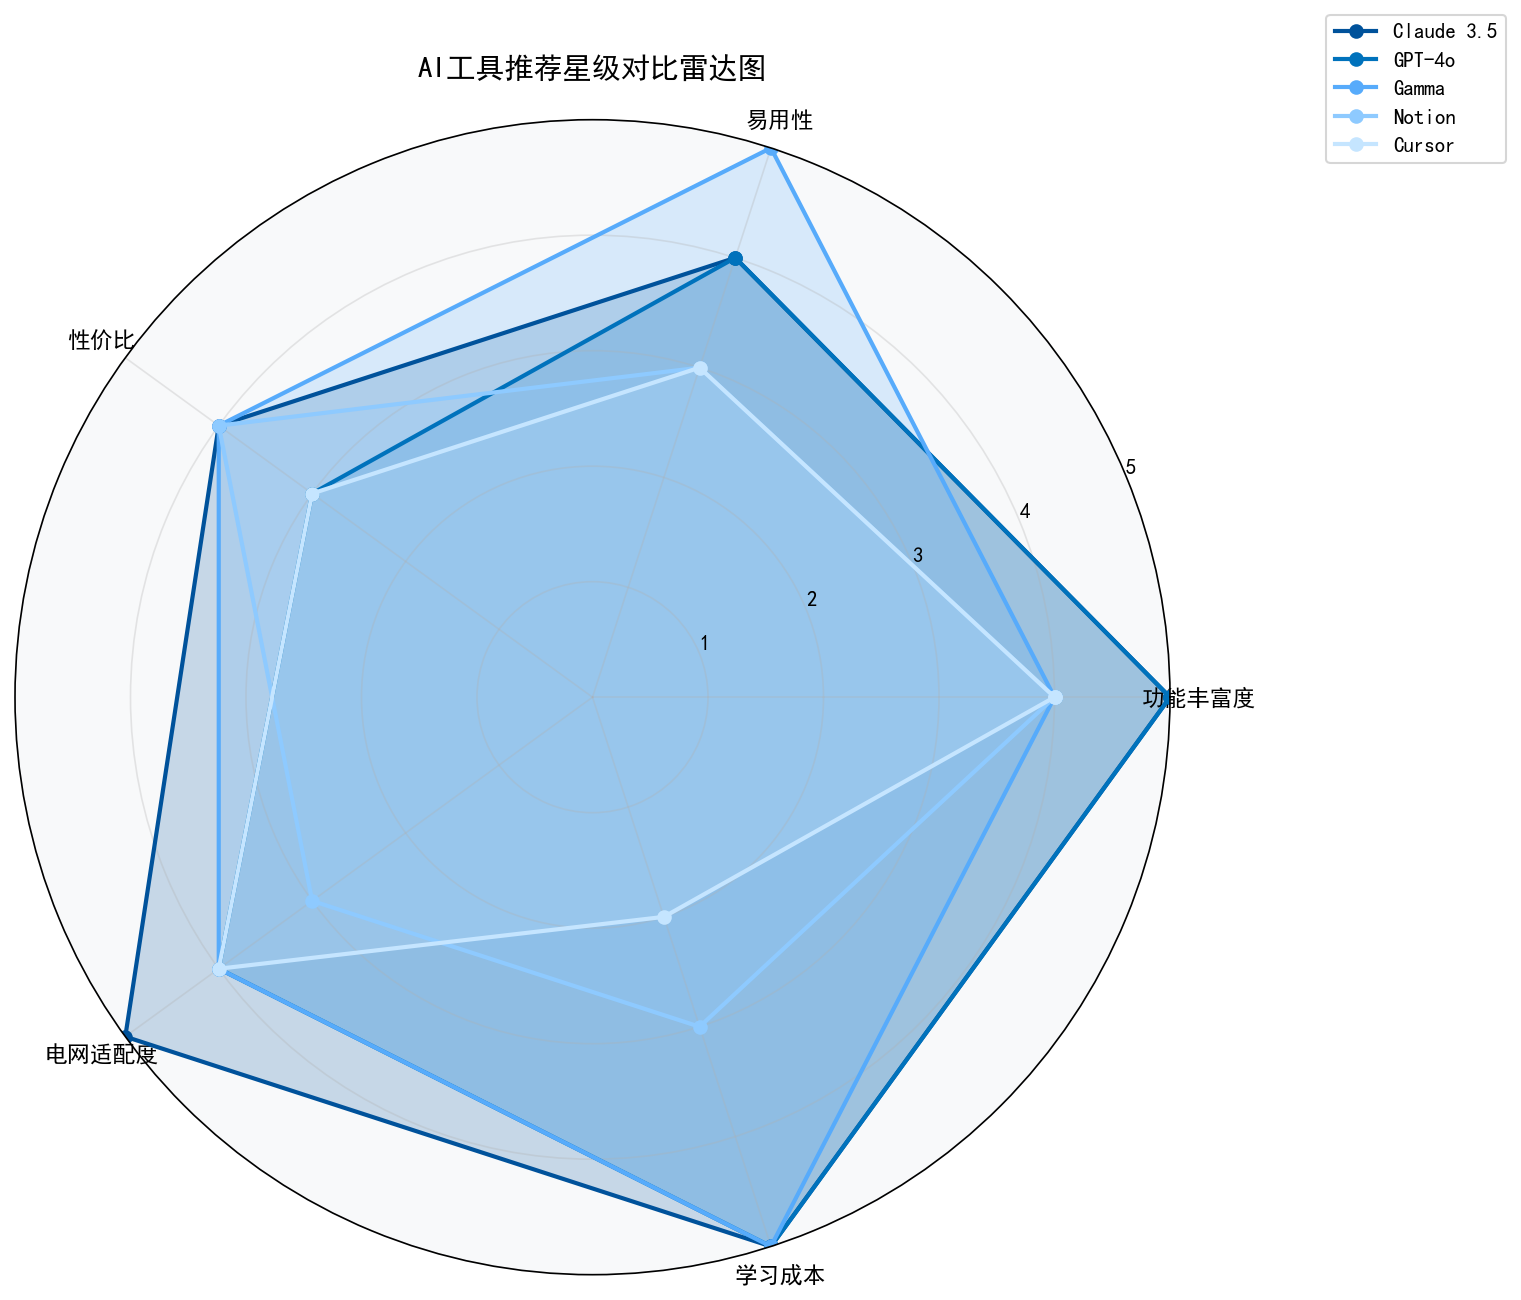 AI工具推荐星级对比雷达图
Claude 3.5
GPT-4o
Gamma
Notion
Cursor
易用性
性价比
5
4
3
2
1
功能丰富度
电网适配度
学习成本